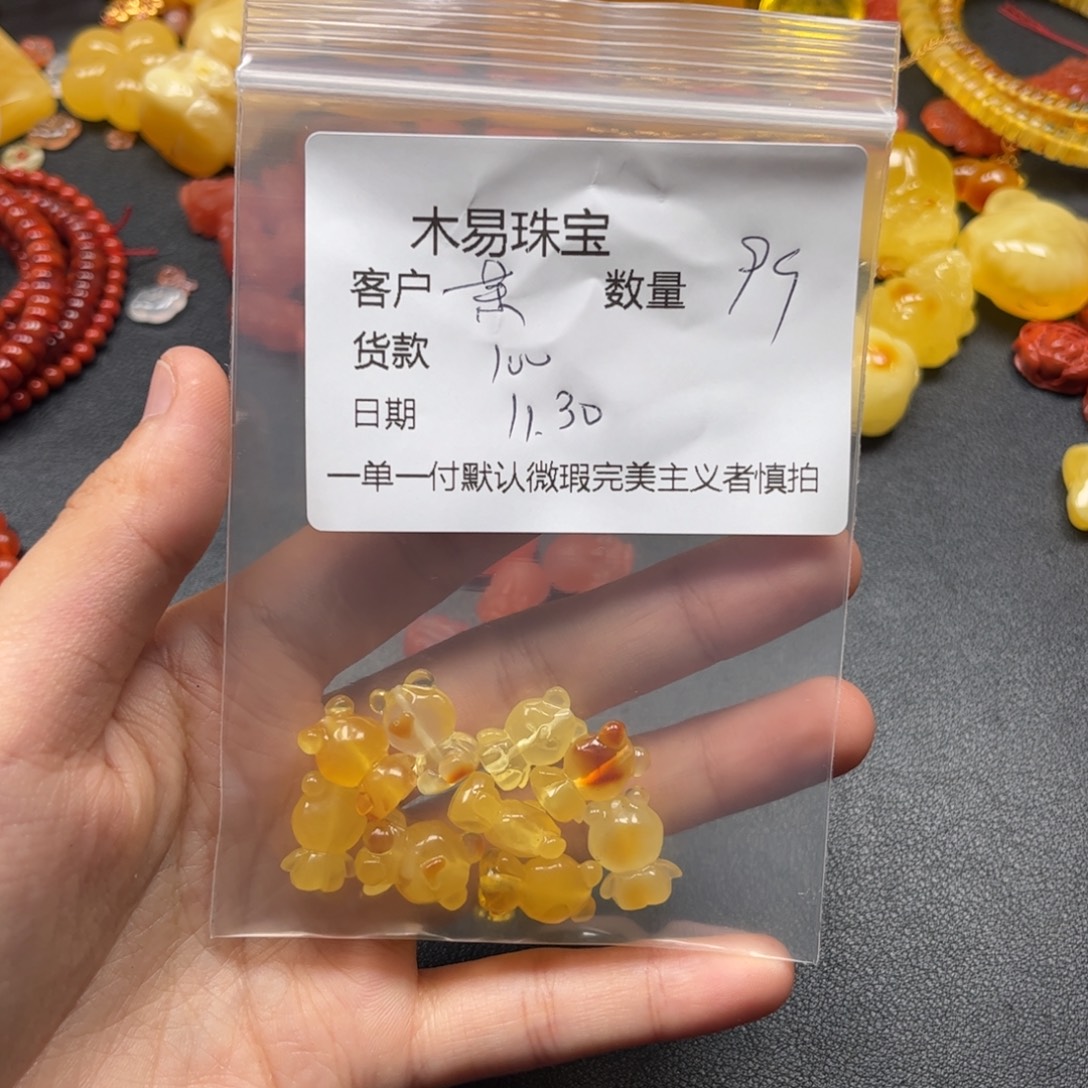 木易珠宝
客户 数量
货款 100
日期 11.30
一单一付默认微瑕完美主义者慎拍